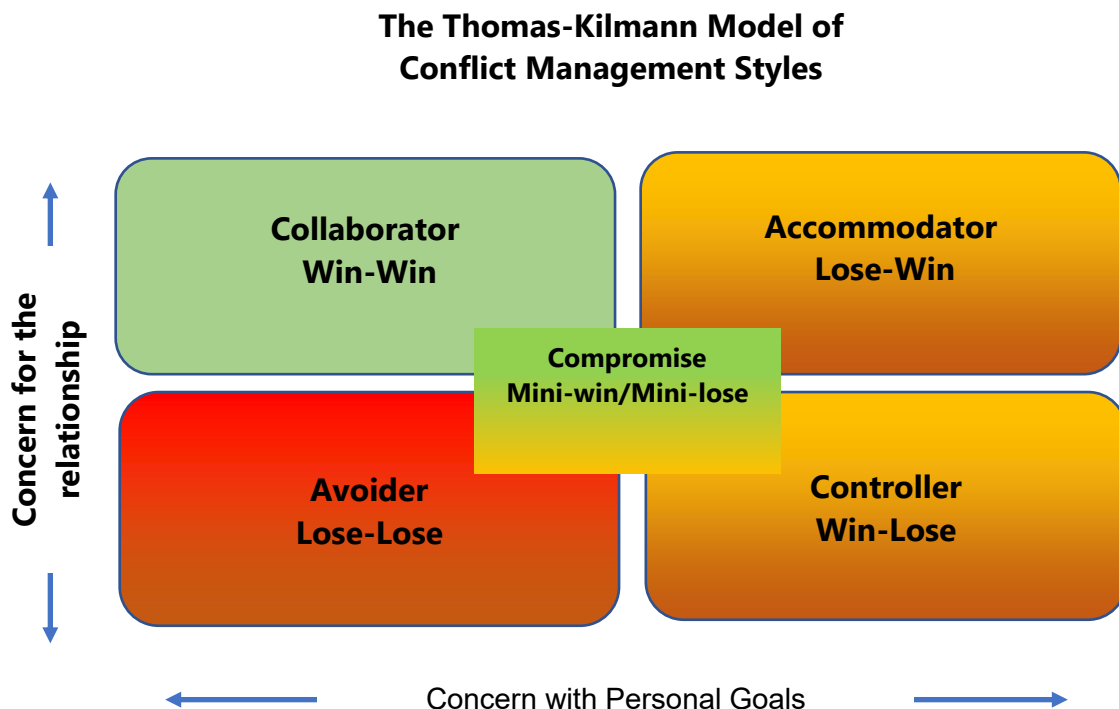 The Thomas-Kilmann Model of
Conflict Management Styles
Concern for the
relationship
Collaborator
Win-Win
Accommodator
Lose-Win
Compromise
Mini-win/Mini-lose
Avoider
Lose-Lose
Controller
Win-Lose
Concern with Personal Goals